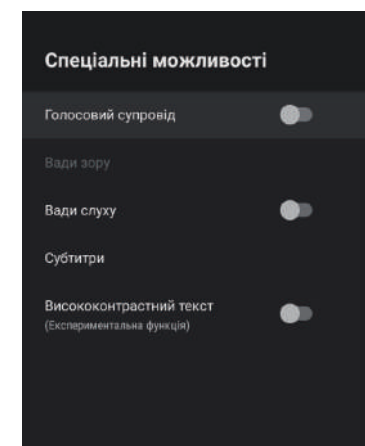 Спеціальні можливості
Голосовий супровід
Вади зору
Вади слуху
Субтитри
Висококонтрастний текст
(Експериментальна функція)